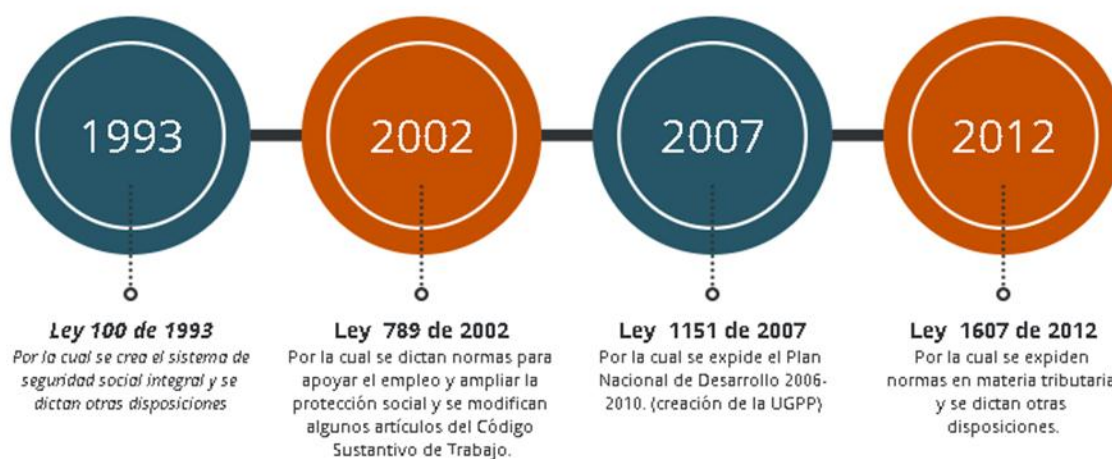 1993
2002
2007
2012
Ley 100 de 1993
Por la cual se crea el sistema de
seguridad social integral y se
dictan otras disposiciones
Ley 789 de 2002
Por la cual se dictan normas para
apoyar el empleo y ampliar la
protección social y se modifican
algunos artículos del Código
Sustantivo de Trabajo.
Ley 1151 de 2007
Por la cual se expide el Plan
Nacional de Desarrollo 2006-
2010. (creación de la UGPP)
Ley 1607 de 2012
Por la cual se expiden
normas en materia tributaria
y se dictan otras
disposiciones.